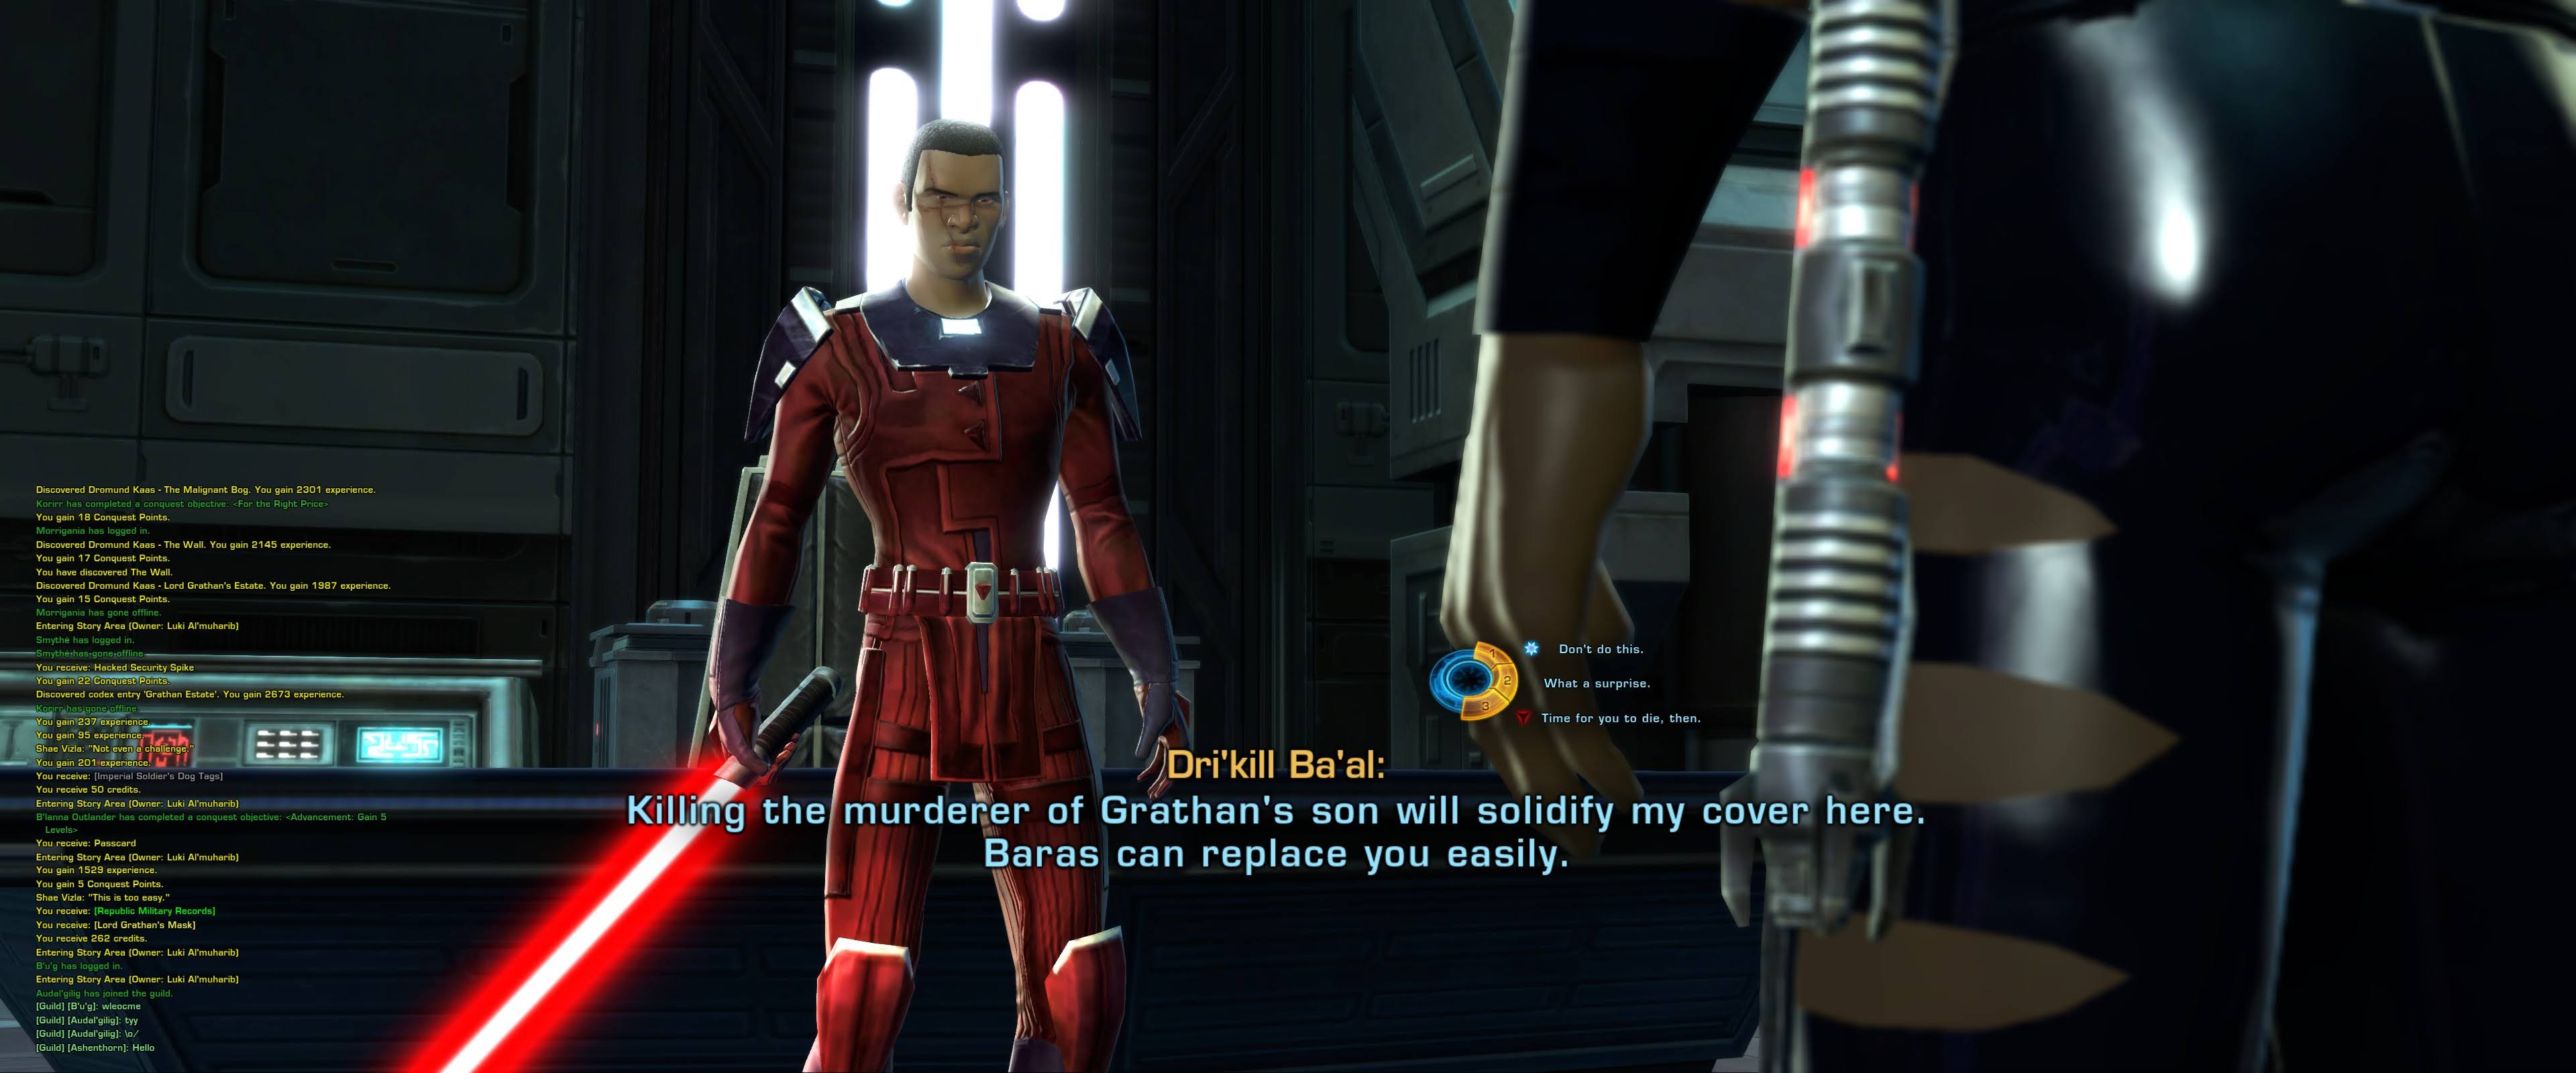 Discovered Dromund Kaas - The Malignant Bog. You gain 2301 experience.
Korirr has completed a conquest objective: <For the Right Price>
You gain 18 Conquest Points.
Morrigania has logged in.
Discovered Dromund Kaas - The Wall. You gain 2145 experience.
You gain 17 Conquest Points.
You have discovered The Wall.
Discovered Dromund Kaas - Lord Grathan's Estate. You gain 1987 experience.
You gain 15 Conquest Points.
Morrigania has gone offline.
Entering Story Area (Owner: Luki Al'muharib)
Smythé has logged in.
Smythé has gone offline.
You receive: Hacked Security Spike
You gain 22 Conquest Points.
Discovered codex entry 'Grathan Estate'. You gain 2673 experience.
Korirr has gone offline.
You gain 237 experience.
You gain 95 experience.
Shae Vizla: "Not even a challenge."
You gain 201 experience.
You receive: [Imperial Soldier's Dog Tags]
You receive 50 credits.
Entering Story Area (Owner: Luki Al'muharib)
B'lanna Outlander has completed a conquest objective: <Advancement: Gain 5
Levels>
You receive: Passcard
Entering Story Area (Owner: Luki Al'muharib)
You gain 1529 experience.
You gain 5 Conquest Points.
Shae Vizla: "This is too easy."
You receive: [Republic Military Records]
You receive: [Lord Grathan's Mask]
You receive 262 credits.
Entering Story Area (Owner: Luki Al'muharib)
B'u'g has logged in.
Entering Story Area (Owner: Luki Al'muharib)
Audal'gilig has joined the guild.
[Guild] [B'u'g]: wleocme
[Guild] [Audal'gilig]: tyy
[Guild] [Audal'gilig]: \o/
[Guild] [Ashenthorn]: Hello
1 Don't do this.
2 What a surprise.
3 Time for you to die, then.
Dri'kill Ba'al:
Killing the murderer of Grathan's son will solidify my cover here.
Baras can replace you easily.